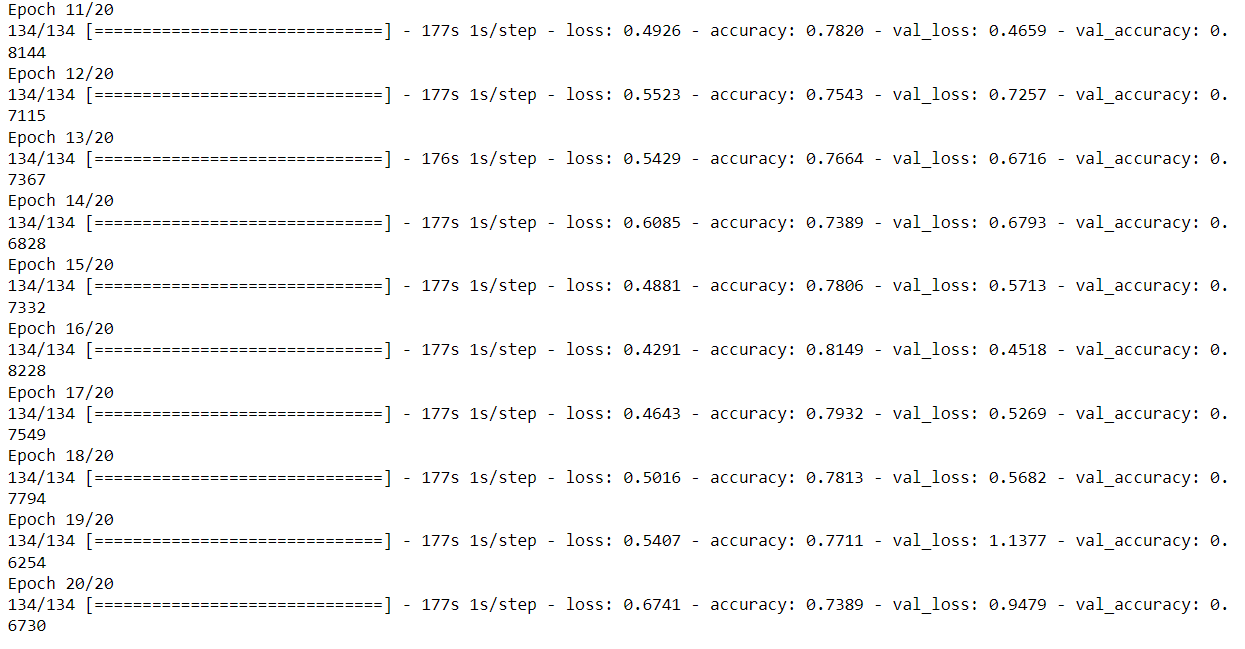 Epoch 11/20
134/134 [==============================] - 177s 1s/step - loss: 0.4926 - accuracy: 0.7820 - val_loss: 0.4659 - val_accuracy: 0.
8144
Epoch 12/20
134/134 [==============================] - 177s 1s/step - loss: 0.5523 - accuracy: 0.7543 - val_loss: 0.7257 - val_accuracy: 0.
7115
Epoch 13/20
134/134 [==============================] - 176s 1s/step - loss: 0.5429 - accuracy: 0.7664 - val_loss: 0.6716 - val_accuracy: 0.
7367
Epoch 14/20
134/134 [==============================] - 177s 1s/step - loss: 0.6085 - accuracy: 0.7389 - val_loss: 0.6793 - val_accuracy: 0.
6828
Epoch 15/20
134/134 [==============================] - 177s 1s/step - loss: 0.4881 - accuracy: 0.7806 - val_loss: 0.5713 - val_accuracy: 0.
7332
Epoch 16/20
134/134 [==============================] - 177s 1s/step - loss: 0.4291 - accuracy: 0.8149 - val_loss: 0.4518 - val_accuracy: 0.
8228
Epoch 17/20
134/134 [==============================] - 177s 1s/step - loss: 0.4643 - accuracy: 0.7932 - val_loss: 0.5269 - val_accuracy: 0.
7549
Epoch 18/20
134/134 [==============================] - 177s 1s/step - loss: 0.5016 - accuracy: 0.7813 - val_loss: 0.5682 - val_accuracy: 0.
7794
Epoch 19/20
134/134 [==============================] - 177s 1s/step - loss: 0.5407 - accuracy: 0.7711 - val_loss: 1.1377 - val_accuracy: 0.
6254
Epoch 20/20
134/134 [==============================] - 177s 1s/step - loss: 0.6741 - accuracy: 0.7389 - val_loss: 0.9479 - val_accuracy: 0.
6730